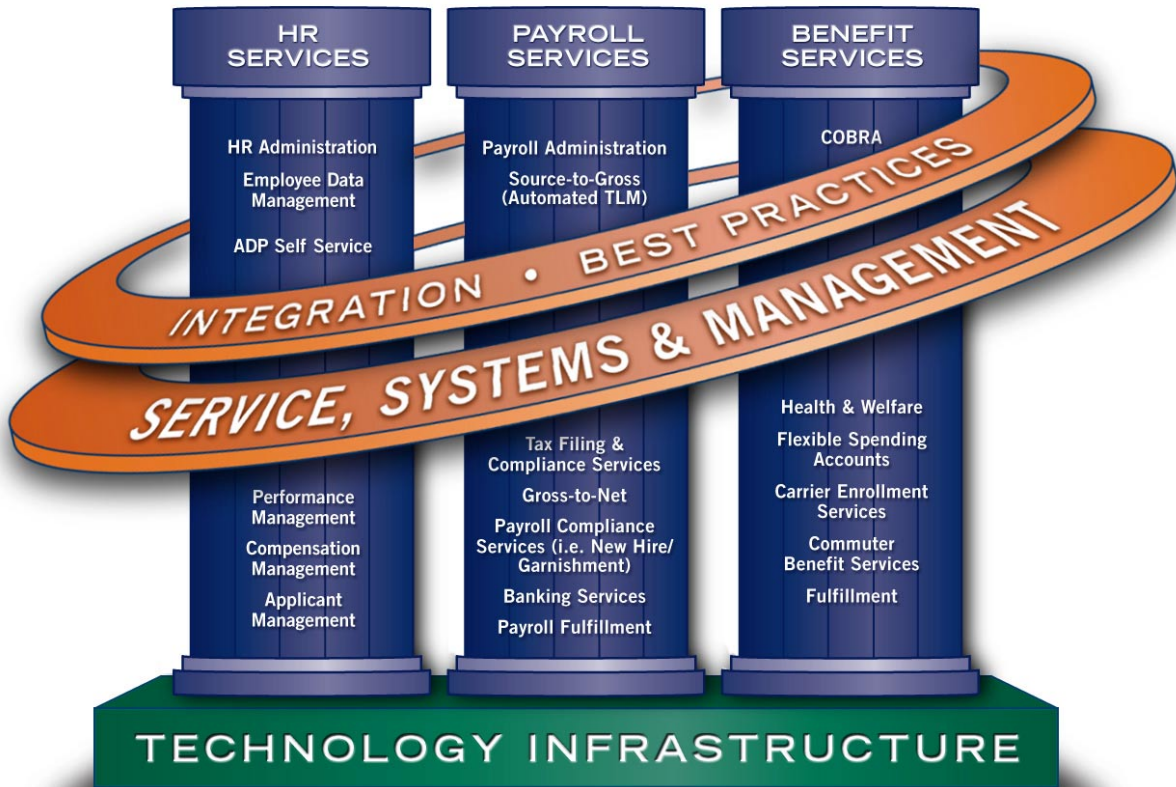 HR
SERVICES
HR Administration
Employee Data
Management
ADP Self Service
Performance
Management
Compensation
Management
Applicant
Management
PAYROLL
SERVICES
Payroll Administration
Source-to-Gross
(Automated TLM)
Tax Filing &
Compliance Services
Gross-to-Net
Payroll Compliance
Services (i.e. New Hire/
Garnishment)
Banking Services
Payroll Fulfillment
BENEFIT
SERVICES
COBRA
Health & Welfare
Flexible Spending
Accounts
Carrier Enrollment
Services
Commuter
Benefit Services
Fulfillment
INTEGRATION • BEST PRACTICES
SERVICE, SYSTEMS & MANAGEMENT
TECHNOLOGY INFRASTRUCTURE